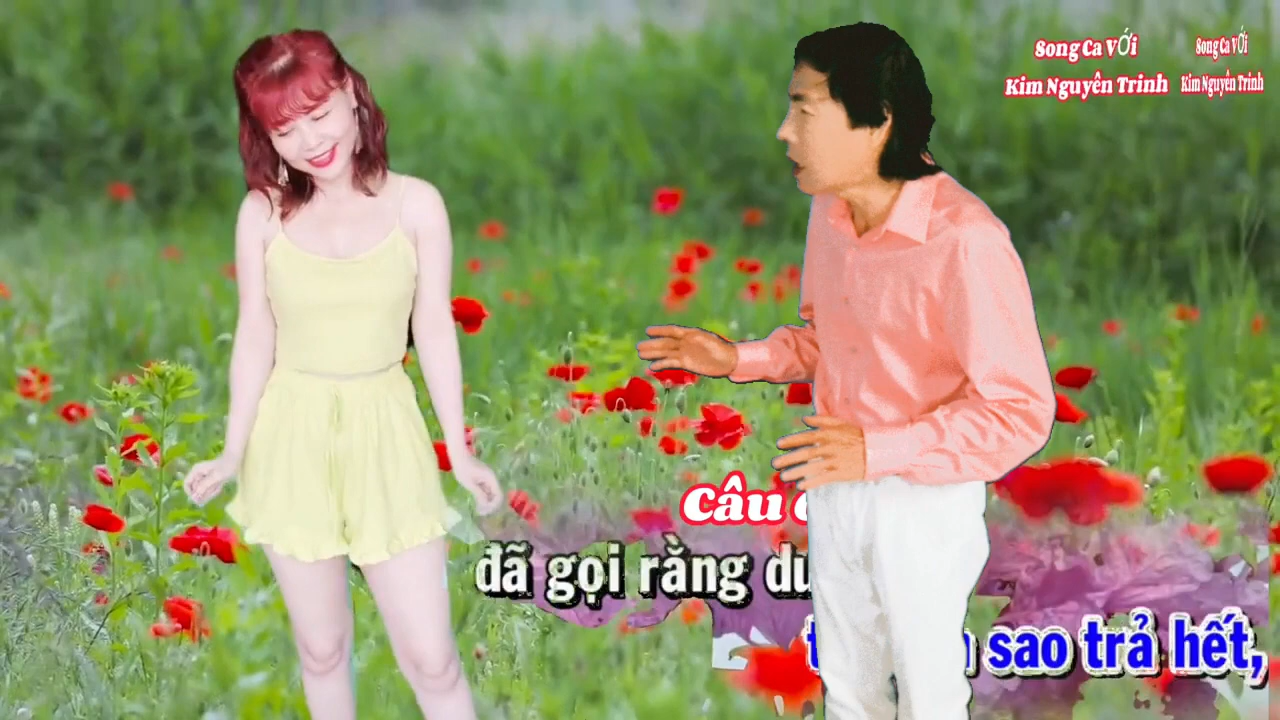 Song Ca VỚi
Song Ca VỚi
Kim Nguyên Trinh
Kim Nguyên Trinh
Câu
đã gọi rằng
sao trả hết,